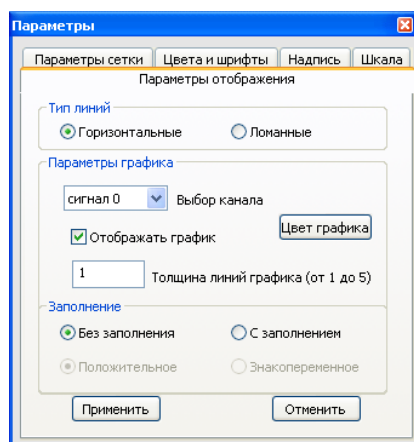 Параметры
Параметры сетки Цвета и шрифты Надпись Шкала
Параметры отображения
Тип линий
Горизонтальные Ломанные
Параметры графика
сигнал 0 Выбор канала
Отображать график Цвет графика
1 Толщина линий графика (от 1 до 5)
Заполнение
Без заполнения С заполнением
Положительное Знакопеременное
Применить Отменить